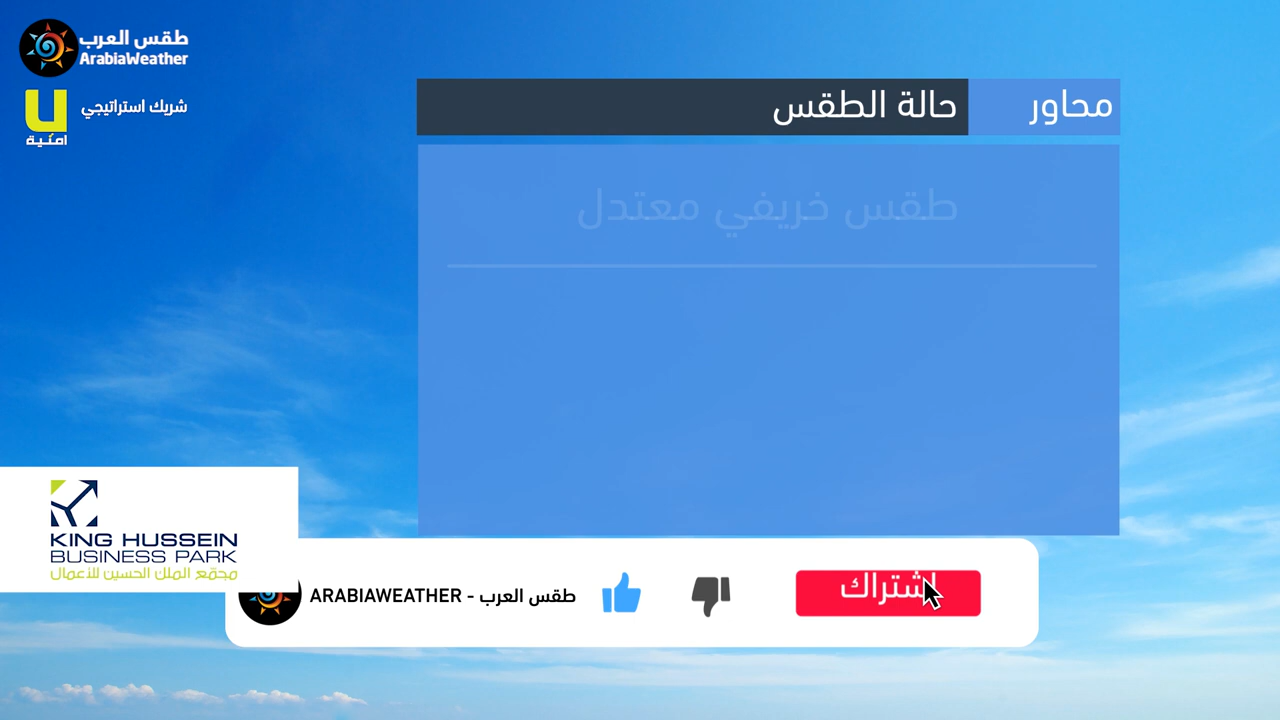 طقس العرب
ArabiaWeather
شريك استراتيجي
امنية
محاور
حالة الطقس
طقس خريفي معتدل
KING HUSSEIN
BUSINESS PARK
مجمّع الملك الحسين للأعمال
طقس العرب - ARABIAWEATHER
اشتراك